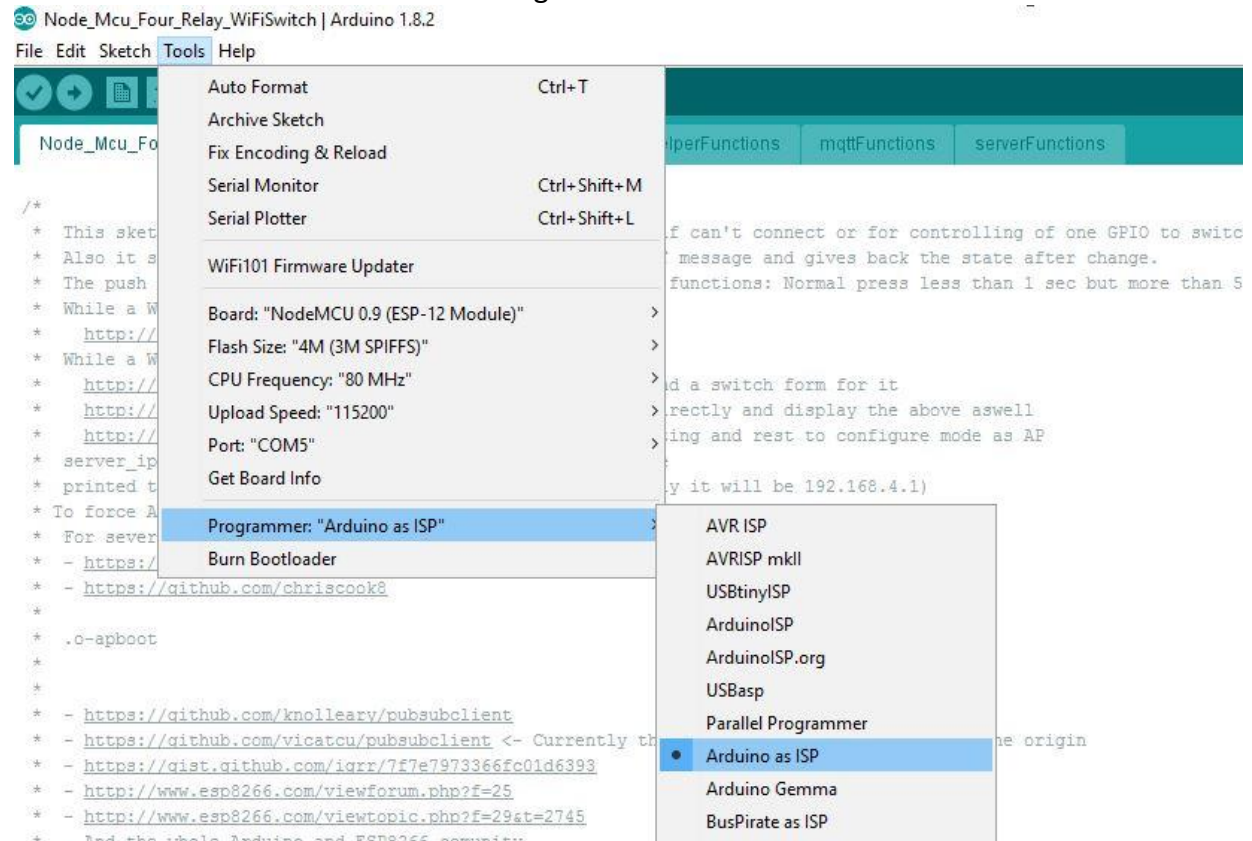 Node_Mcu_Four_Relay_WiFiSwitch | Arduino 1.8.2
File Edit Sketch Tools Help
Auto Format Ctrl+T
Archive Sketch
Fix Encoding & Reload
Serial Monitor Ctrl+Shift+M
Serial Plotter Ctrl+Shift+L
WiFi101 Firmware Updater
Board: "NodeMCU 0.9 (ESP-12 Module)"
Flash Size: "4M (3M SPIFFS)"
CPU Frequency: "80 MHz"
Upload Speed: "115200"
Port: "COM5"
Get Board Info
Programmer: "Arduino as ISP"
Burn Bootloader
AVR ISP
AVRISP mkII
USBtinyISP
ArduinoISP
ArduinoISP.org
USBasp
Parallel Programmer
Arduino as ISP
Arduino Gemma
BusPirate as ISP
Node_Mcu_Fo lperFunctions mqttFunctions serverFunctions
/*
* This sket f can't connect or for controlling of one GPIO to switc
* Also it s message and gives back the state after change.
* The push functions: Normal press less than 1 sec but more than 5
* While a W
* http://
* While a W
* http:// d a switch form for it
* http:// rectly and display the above aswell
* http:// ing and rest to configure mode as AP
* server_ip
* printed t y it will be 192.168.4.1)
* To force A
* For sever
* - https:/
* - https://github.com/chriscook8
*
* .o-apboot
*
*
* - https://github.com/knolleary/pubsubclient
* - https://github.com/vicatcu/pubsubclient <- Currently th e origin
* - https://gist.github.com/igrr/7f7e7973366fc01d6393
* - http://www.esp8266.com/viewforum.php?f=25
* - http://www.esp8266.com/viewtopic.php?f=29&t=2745
* - And the whole Arduino and ESP8266 comunity